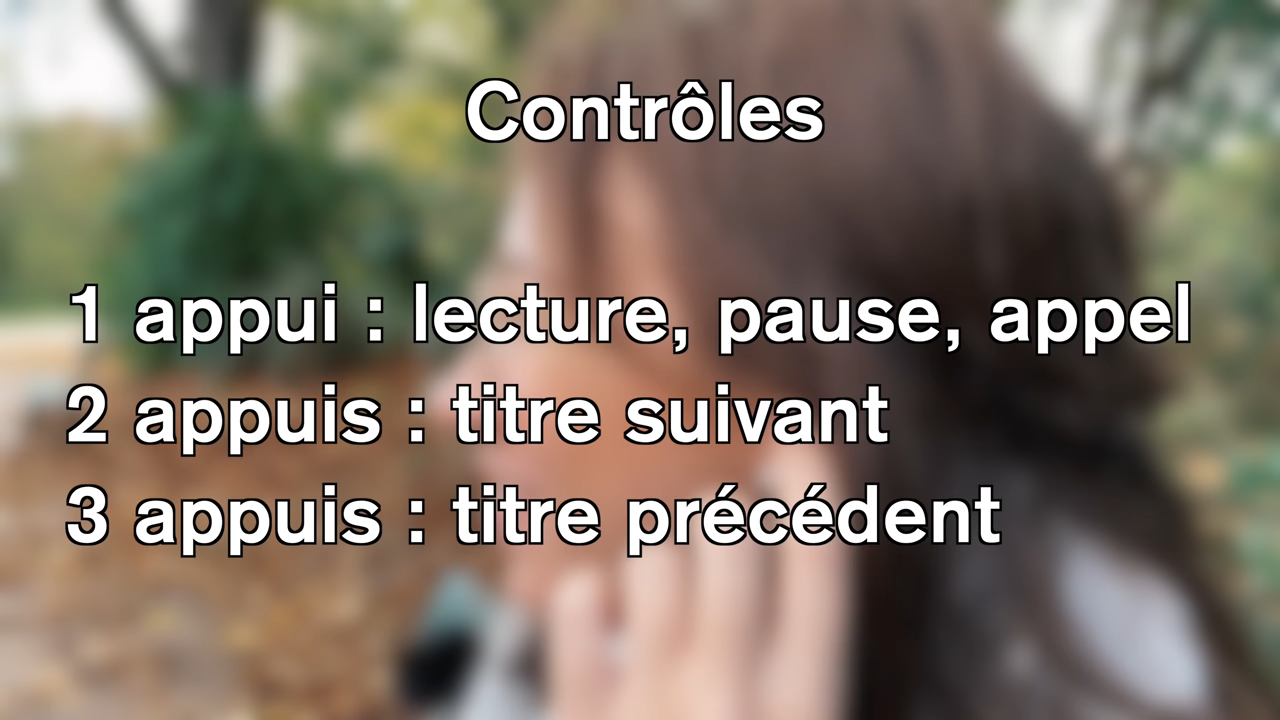 Contrôles
1 appui : lecture, pause, appel
2 appuis : titre suivant
3 appuis : titre précédent